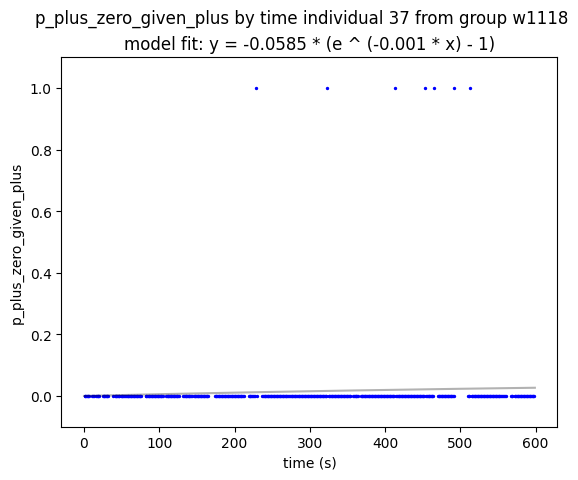 p_plus_zero_given_plus by time individual 37 from group w1118
model fit: y = -0.0585 * (e ^ (-0.001 * x) - 1)
p_plus_zero_given_plus
1.0
0.8
0.6
0.4
0.2
0.0
0 100 200 300 400 500 600
time (s)